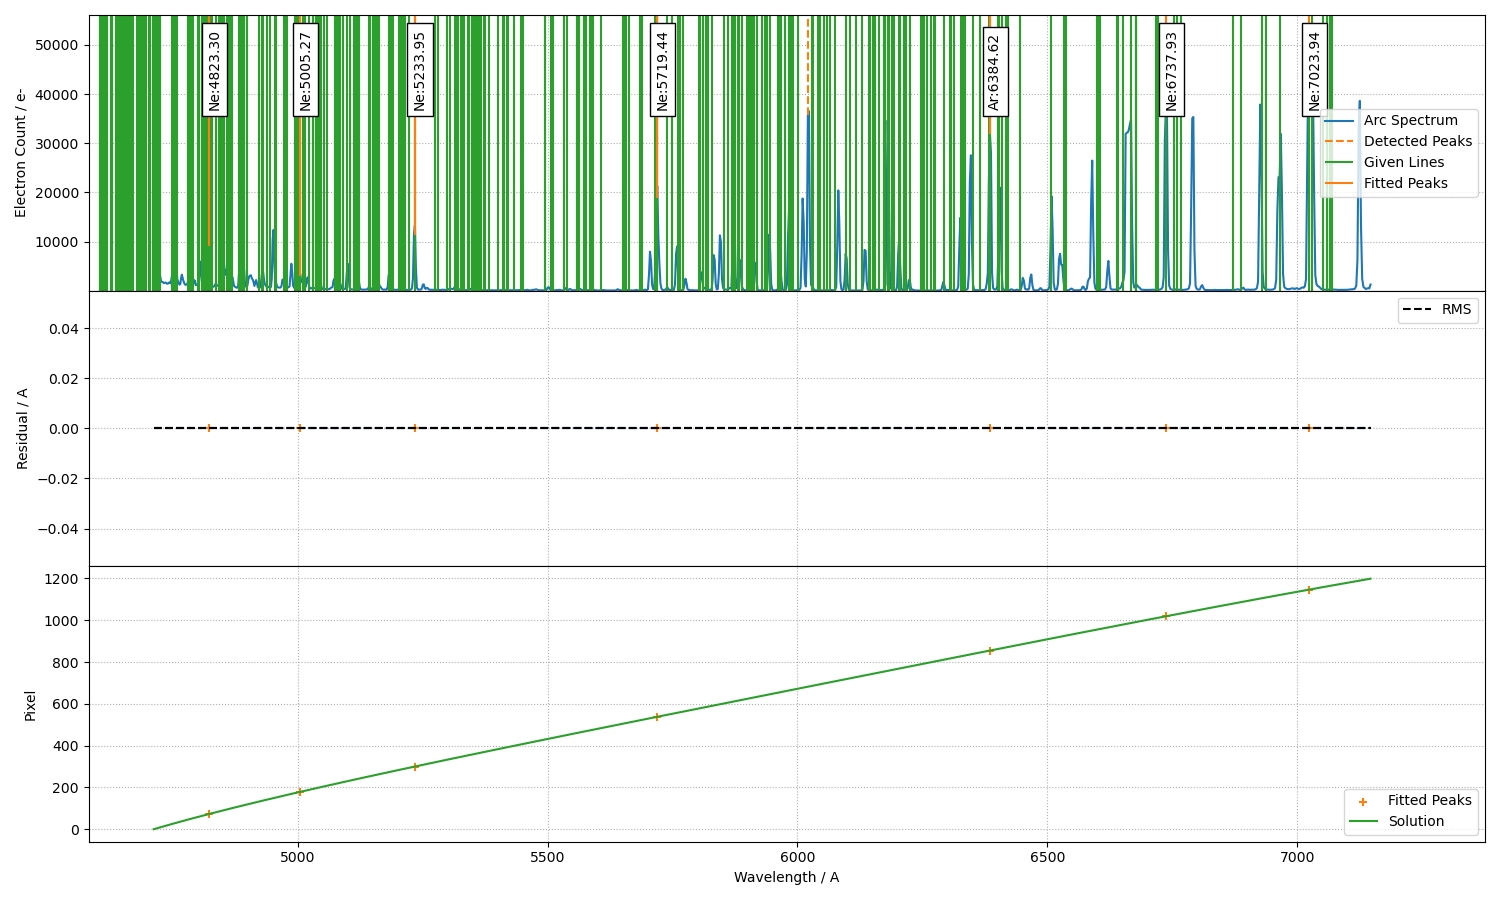 50000
40000
30000
20000
10000
Electron Count / e-
Ne:4823.30
Ne:5005.27
Ne:5233.95
Ne:5719.44
Ar:6384.62
Ne:6737.93
Ne:7023.94
Arc Spectrum
Detected Peaks
Given Lines
Fitted Peaks
0.04
0.02
0.00
−0.02
−0.04
Residual / A
RMS
1200
1000
800
600
400
200
0
Pixel
Fitted Peaks
Solution
5000 5500 6000 6500 7000
Wavelength / A